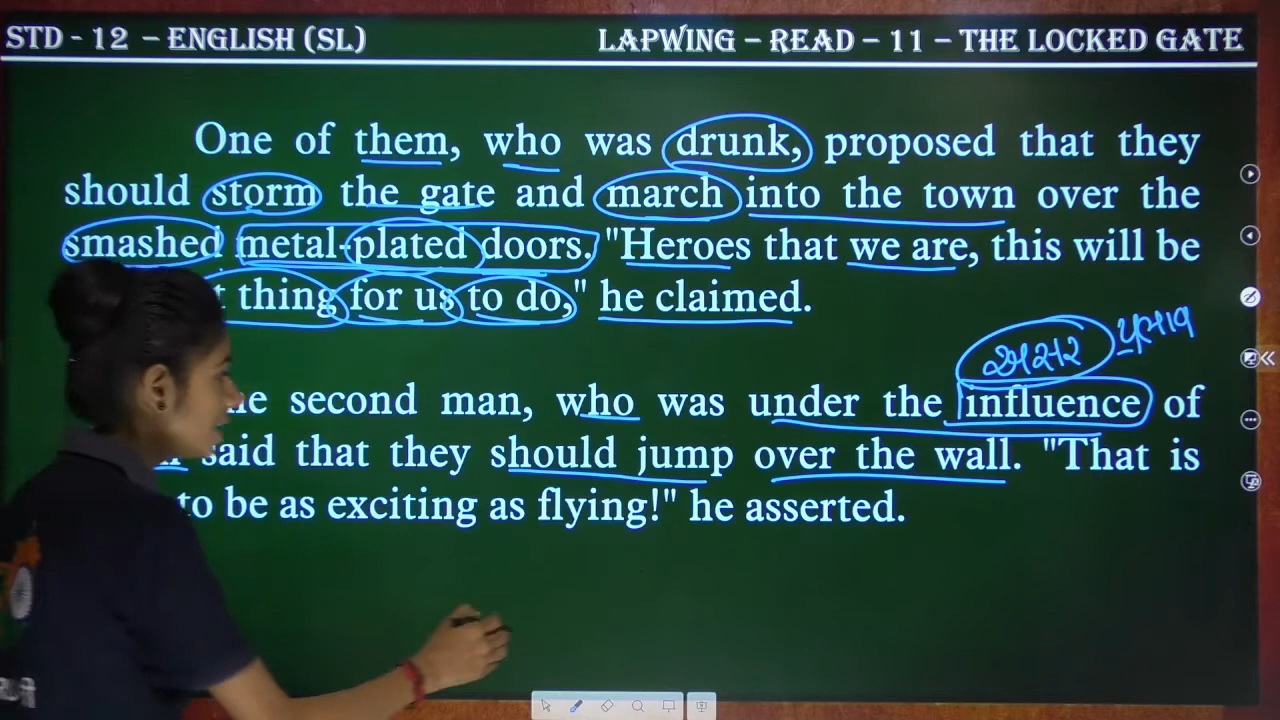 STD - 12 – ENGLISH (SL)
LAPWING – READ – 11 – THE LOCKED GATE
One of them, who was drunk, proposed that they
should storm the gate and march into the town over the
smashed metal-plated doors. "Heroes that we are, this will be
thing for us to do," he claimed.
અસર
second man, who was under the influence of
said that they should jump over the wall. "That is
to be as exciting as flying!" he asserted.